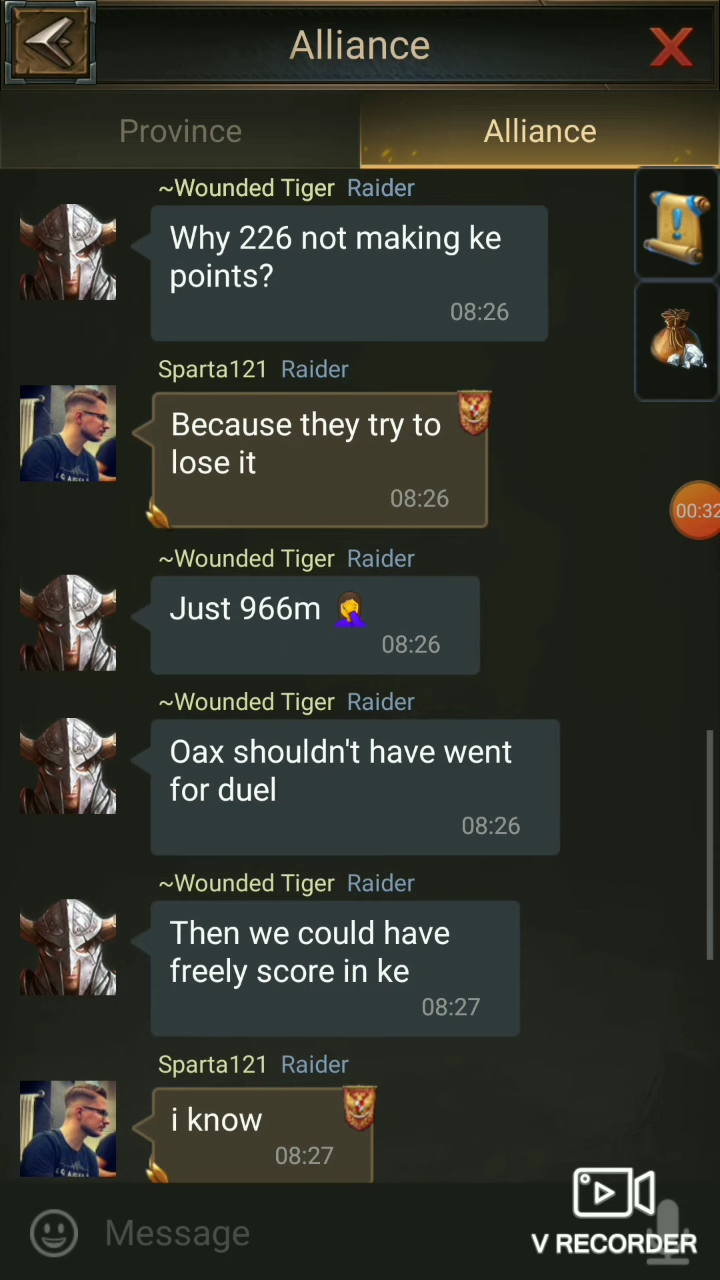 Alliance
Province
Alliance
~Wounded Tiger Raider
Why 226 not making ke
points?
08:26
Sparta121 Raider
Because they try to
lose it
08:26
00:32
~Wounded Tiger Raider
Just 966m 🤦‍♀️
08:26
~Wounded Tiger Raider
Oax shouldn't have went
for duel
08:26
~Wounded Tiger Raider
Then we could have
freely score in ke
08:27
Sparta121 Raider
i know
08:27
Message
V RECORDER